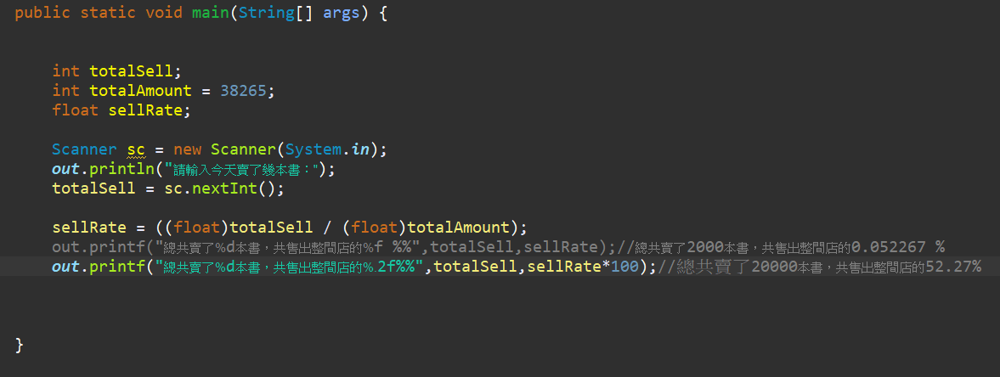 public static void main(String[] args) {
int totalSell;
int totalAmount = 38265;
float sellRate;
Scanner sc = new Scanner(System.in);
out.println("請輸入今天賣了幾本書：");
totalSell = sc.nextInt();
sellRate = ((float)totalSell / (float)totalAmount);
out.printf("總共賣了%d本書，共售出整間店的%f %%",totalSell,sellRate);//總共賣了2000本書，共售出整間店的0.052267 %
out.printf("總共賣了%d本書，共售出整間店的%.2f%%",totalSell,sellRate*100);//總共賣了20000本書，共售出整間店的52.27%
}